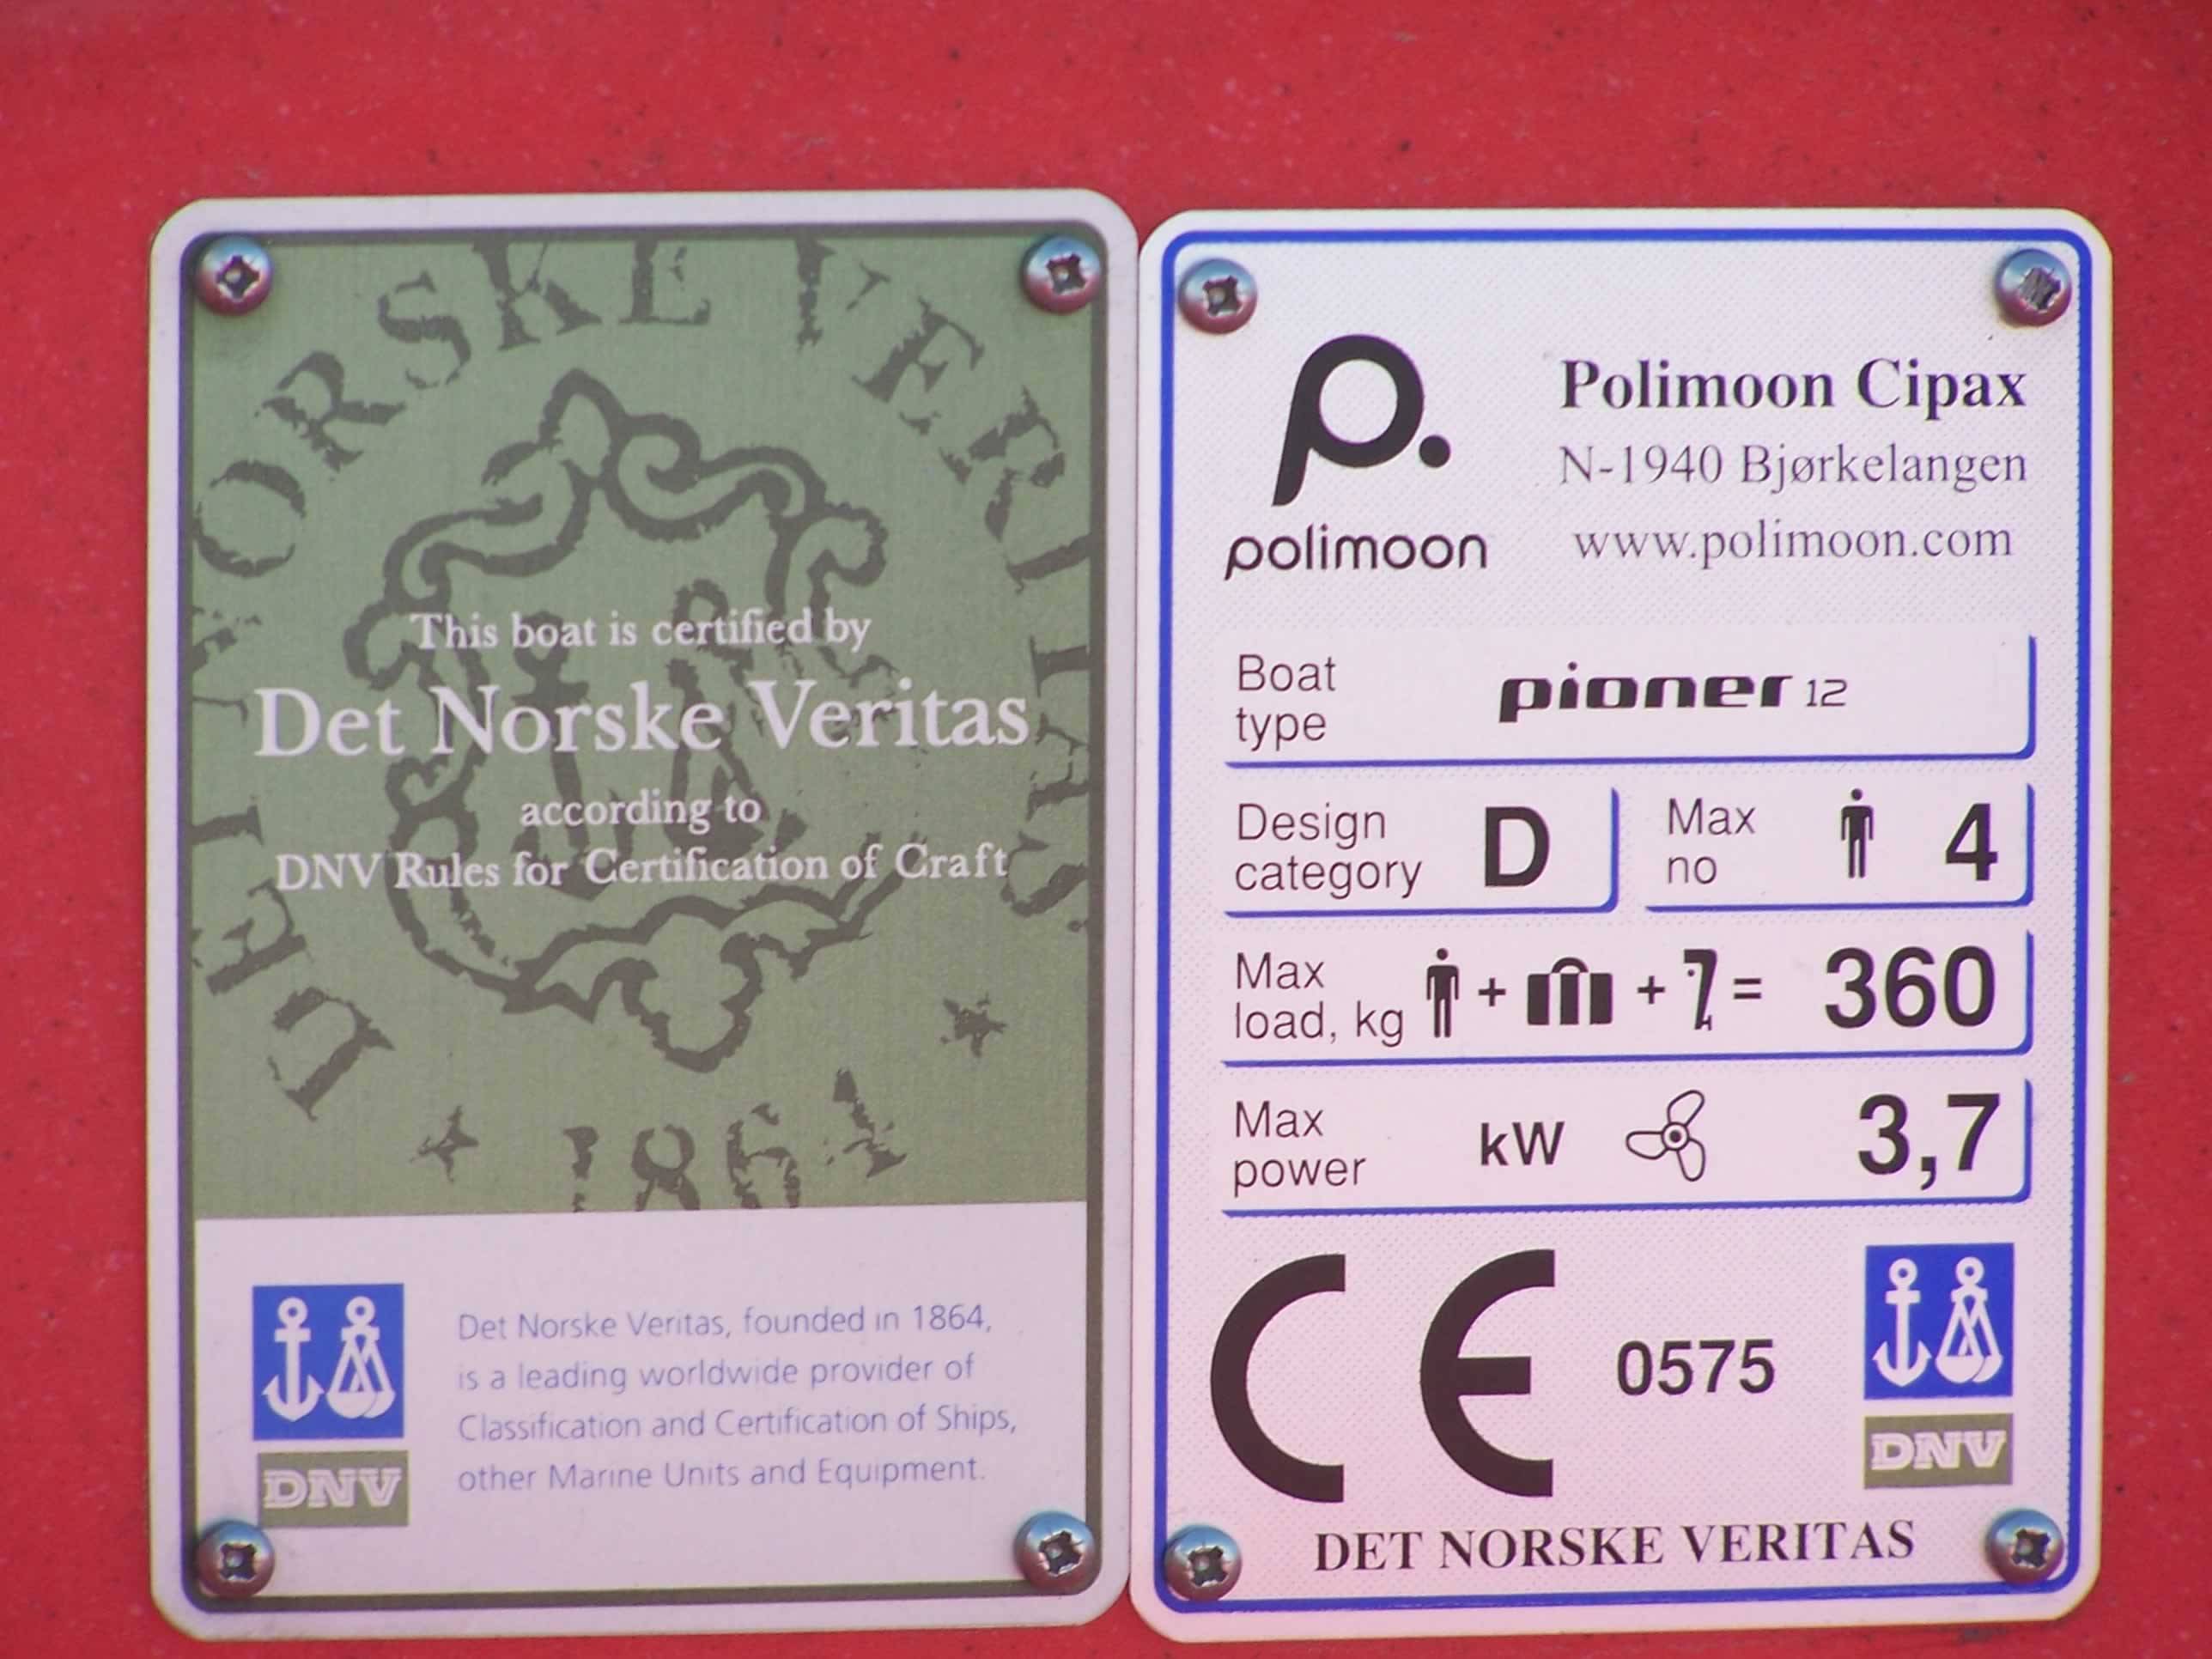 DET NORSKE VERITAS
This boat is certified by
Det Norske Veritas
according to
DNV Rules for Certification of Craft
DNV
Det Norske Veritas, founded in 1864,
is a leading worldwide provider of
Classification and Certification of Ships,
other Marine Units and Equipment.
p.
polimoon
Polimoon Cipax
N-1940 Bjørkelangen
www.polimoon.com
Boat type pioner 12
Design category D
Max no 4
Max load, kg + + = 360
Max power kW 3,7
CE 0575
DNV
DET NORSKE VERITAS